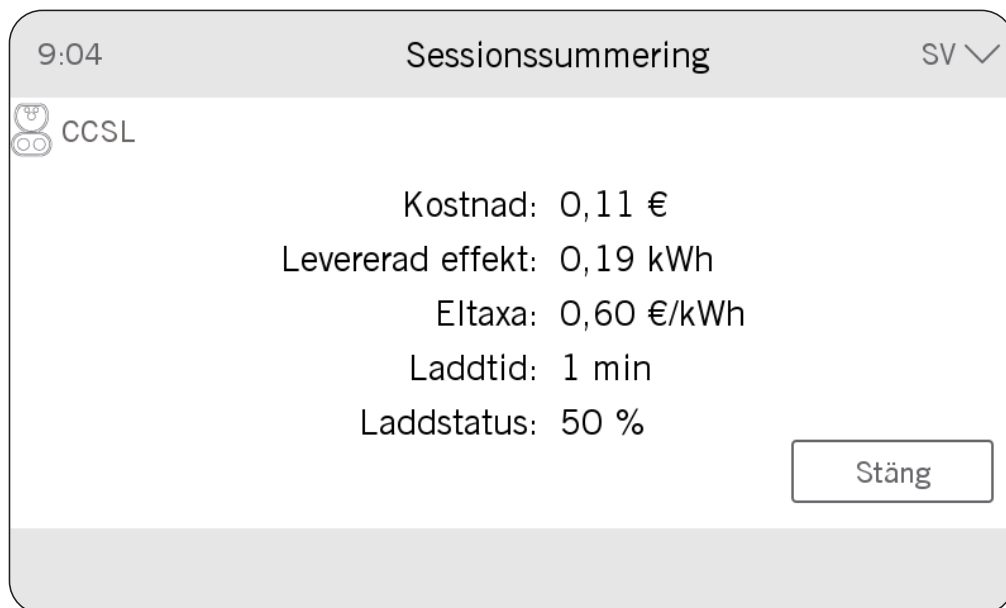 9:04 Sessionssummering SV
CCSL
Kostnad: 0,11 €
Levererad effekt: 0,19 kWh
Eltaxa: 0,60 €/kWh
Laddtid: 1 min
Laddstatus: 50 %
Stäng